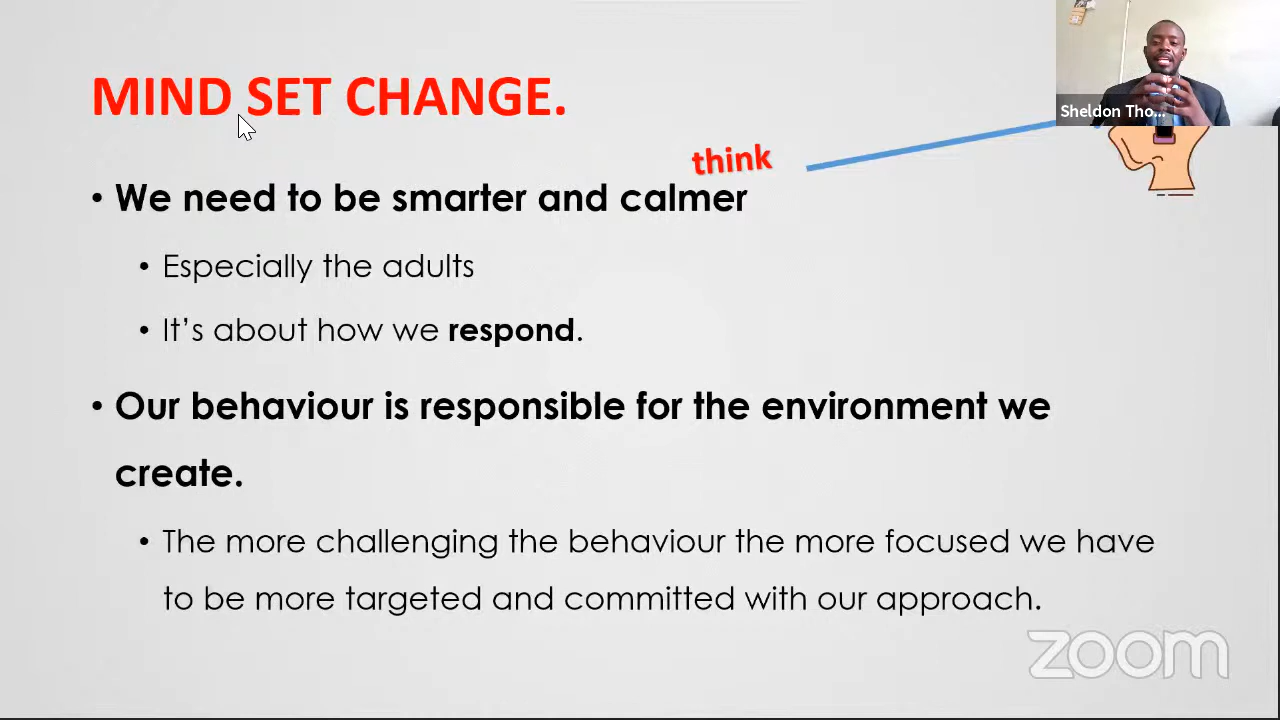 MIND SET CHANGE.
Sheldon Tho...
think
• We need to be smarter and calmer
• Especially the adults
• It’s about how we respond.
• Our behaviour is responsible for the environment we
create.
• The more challenging the behaviour the more focused we have
to be more targeted and committed with our approach.
zoom